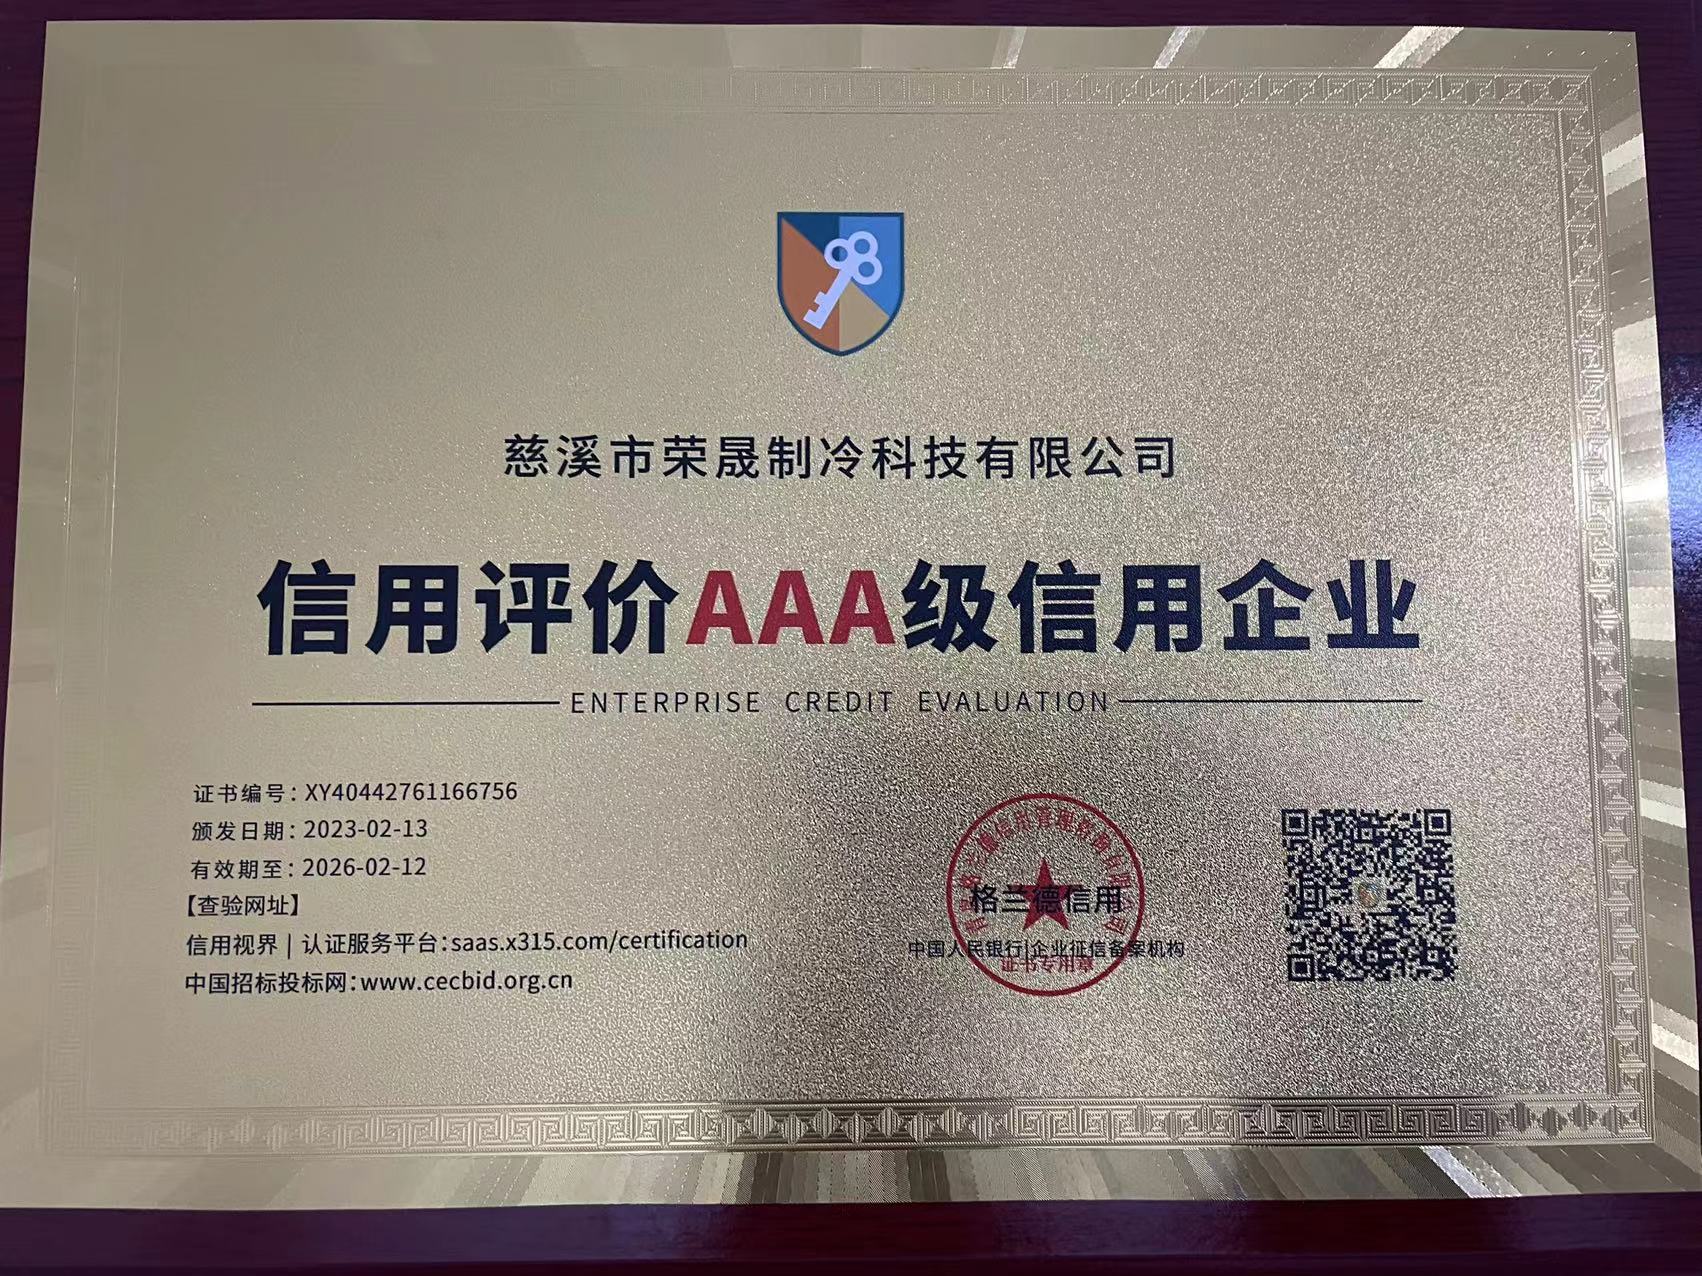 慈溪市荣晟制冷科技有限公司
信用评价AAA级信用企业
ENTERPRISE CREDIT EVALUATION
证书编号：XY40442761166756
颁发日期：2023-02-13
有效期至：2026-02-12
【查验网址】
信用视界 | 认证服务平台：saas.x315.com/certification
中国招标投标网：www.cecbid.org.cn
格兰德信用
中国人民银行|企业征信备案机构
证书专用章